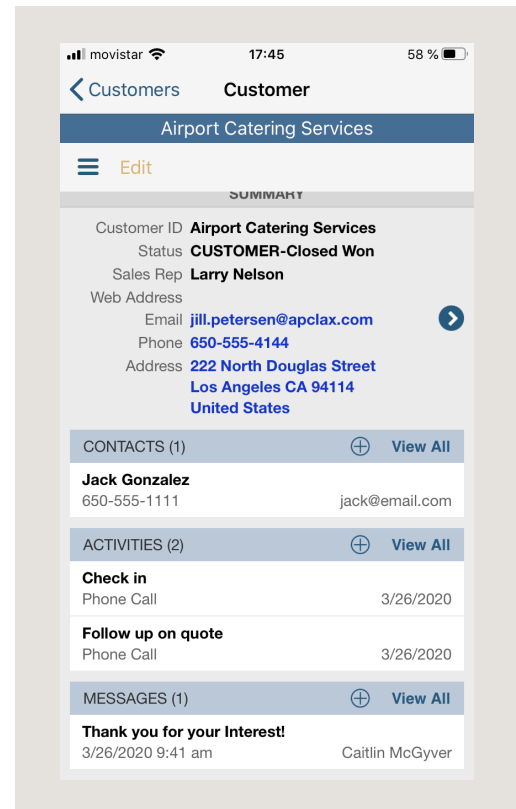 movistar 17:45 58 %
Customers Customer
Airport Catering Services
Edit
SUMMARY
Customer ID Airport Catering Services
Status CUSTOMER-Closed Won
Sales Rep Larry Nelson
Web Address
Email jill.petersen@apclax.com
Phone 650-555-4144
Address 222 North Douglas Street
Los Angeles CA 94114
United States
CONTACTS (1) View All
Jack Gonzalez
650-555-1111 jack@email.com
ACTIVITIES (2) View All
Check in
Phone Call 3/26/2020
Follow up on quote
Phone Call 3/26/2020
MESSAGES (1) View All
Thank you for your Interest!
3/26/2020 9:41 am Caitlin McGyver